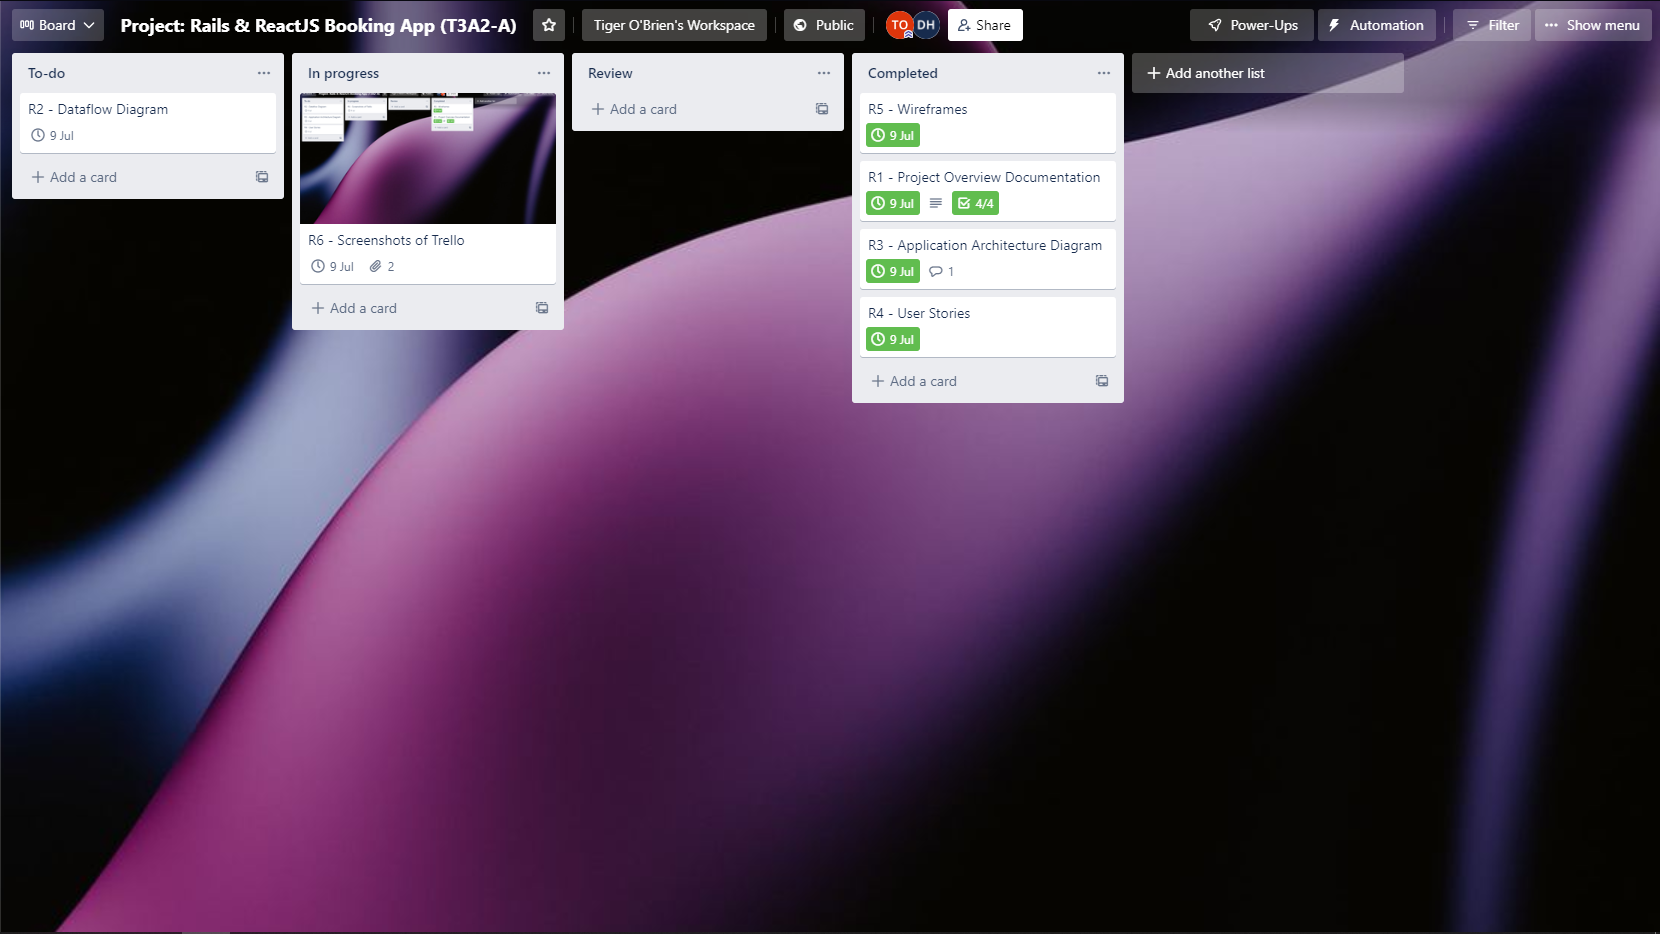 Board
Project: Rails & ReactJS Booking App (T3A2-A)
Tiger O'Brien's Workspace
Public
TO
DH
Share
Power-Ups
Automation
Filter
Show menu
To-do
R2 - Dataflow Diagram
9 Jul
Add a card
In progress
R6 - Screenshots of Trello
9 Jul
2
Add a card
Review
Add a card
Completed
R5 - Wireframes
9 Jul
R1 - Project Overview Documentation
9 Jul
4/4
R3 - Application Architecture Diagram
9 Jul
1
R4 - User Stories
9 Jul
Add a card
Add another list